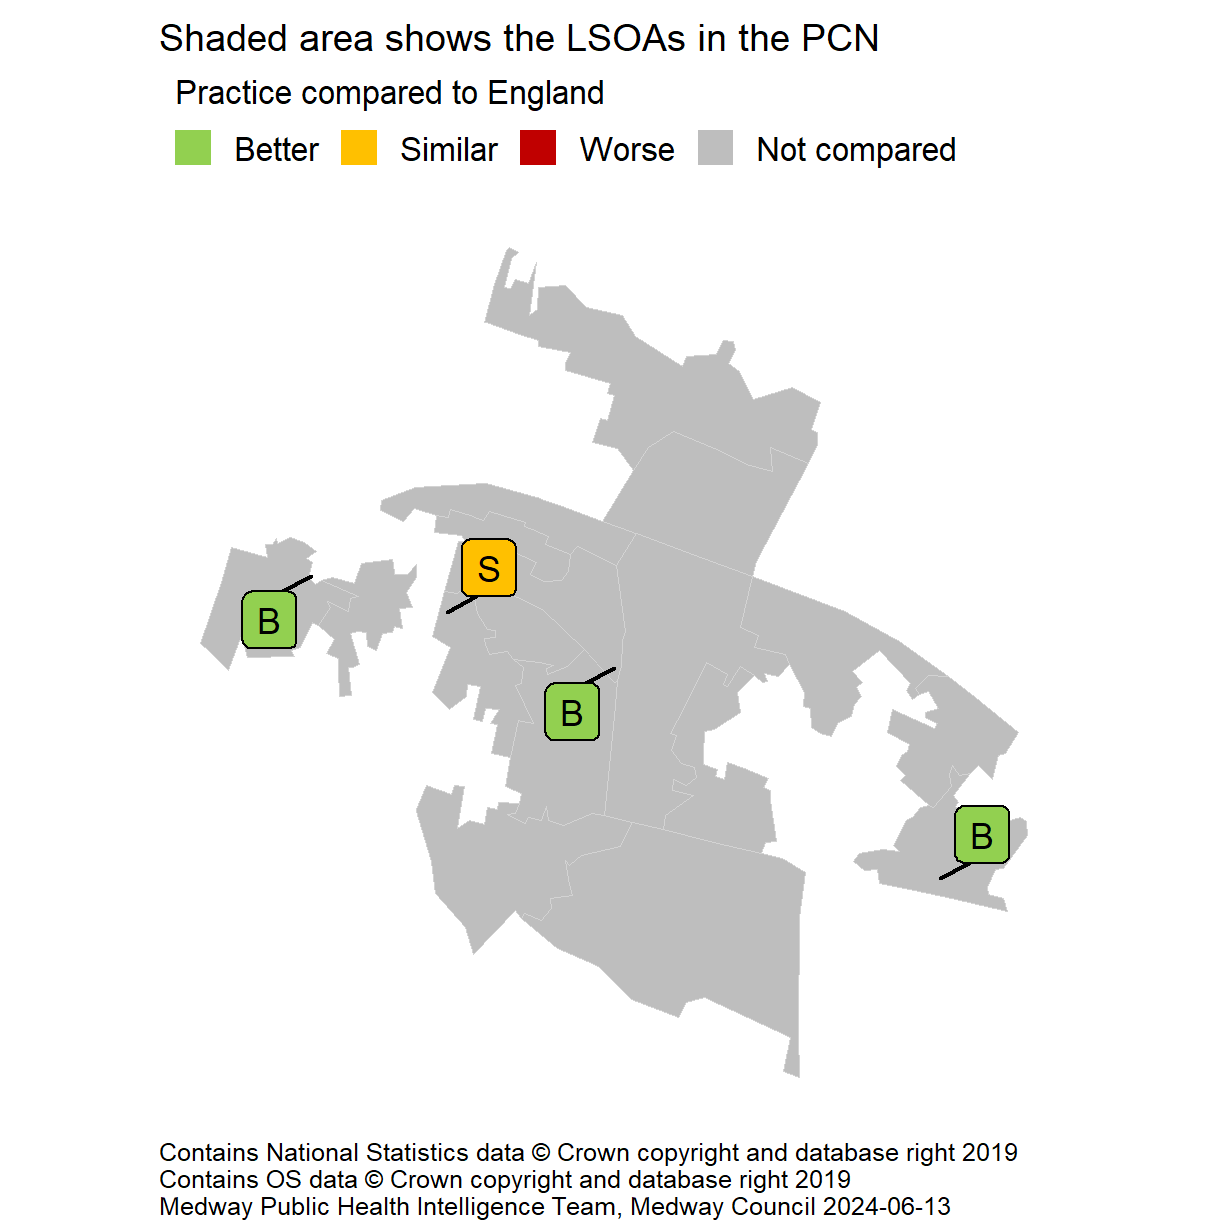 Shaded area shows the LSOAs in the PCN
Practice compared to England
Better Similar Worse Not compared
S
B
B
B
Contains National Statistics data © Crown copyright and database right 2019
Contains OS data © Crown copyright and database right 2019
Medway Public Health Intelligence Team, Medway Council 2024-06-13